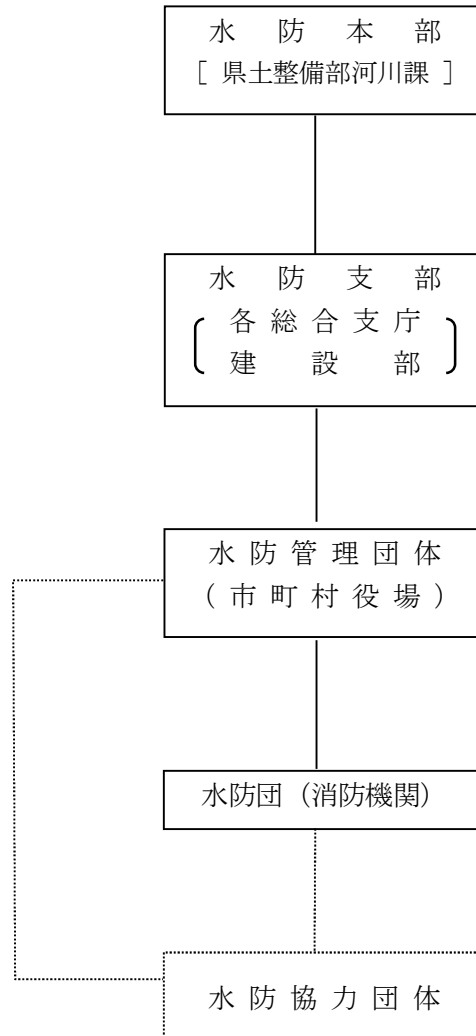 水防本部
[ 県土整備部河川課 ]
水防支部
各総合支庁
建設部
水防管理団体
(市町村役場)
水防団（消防機関）
水防協力団体